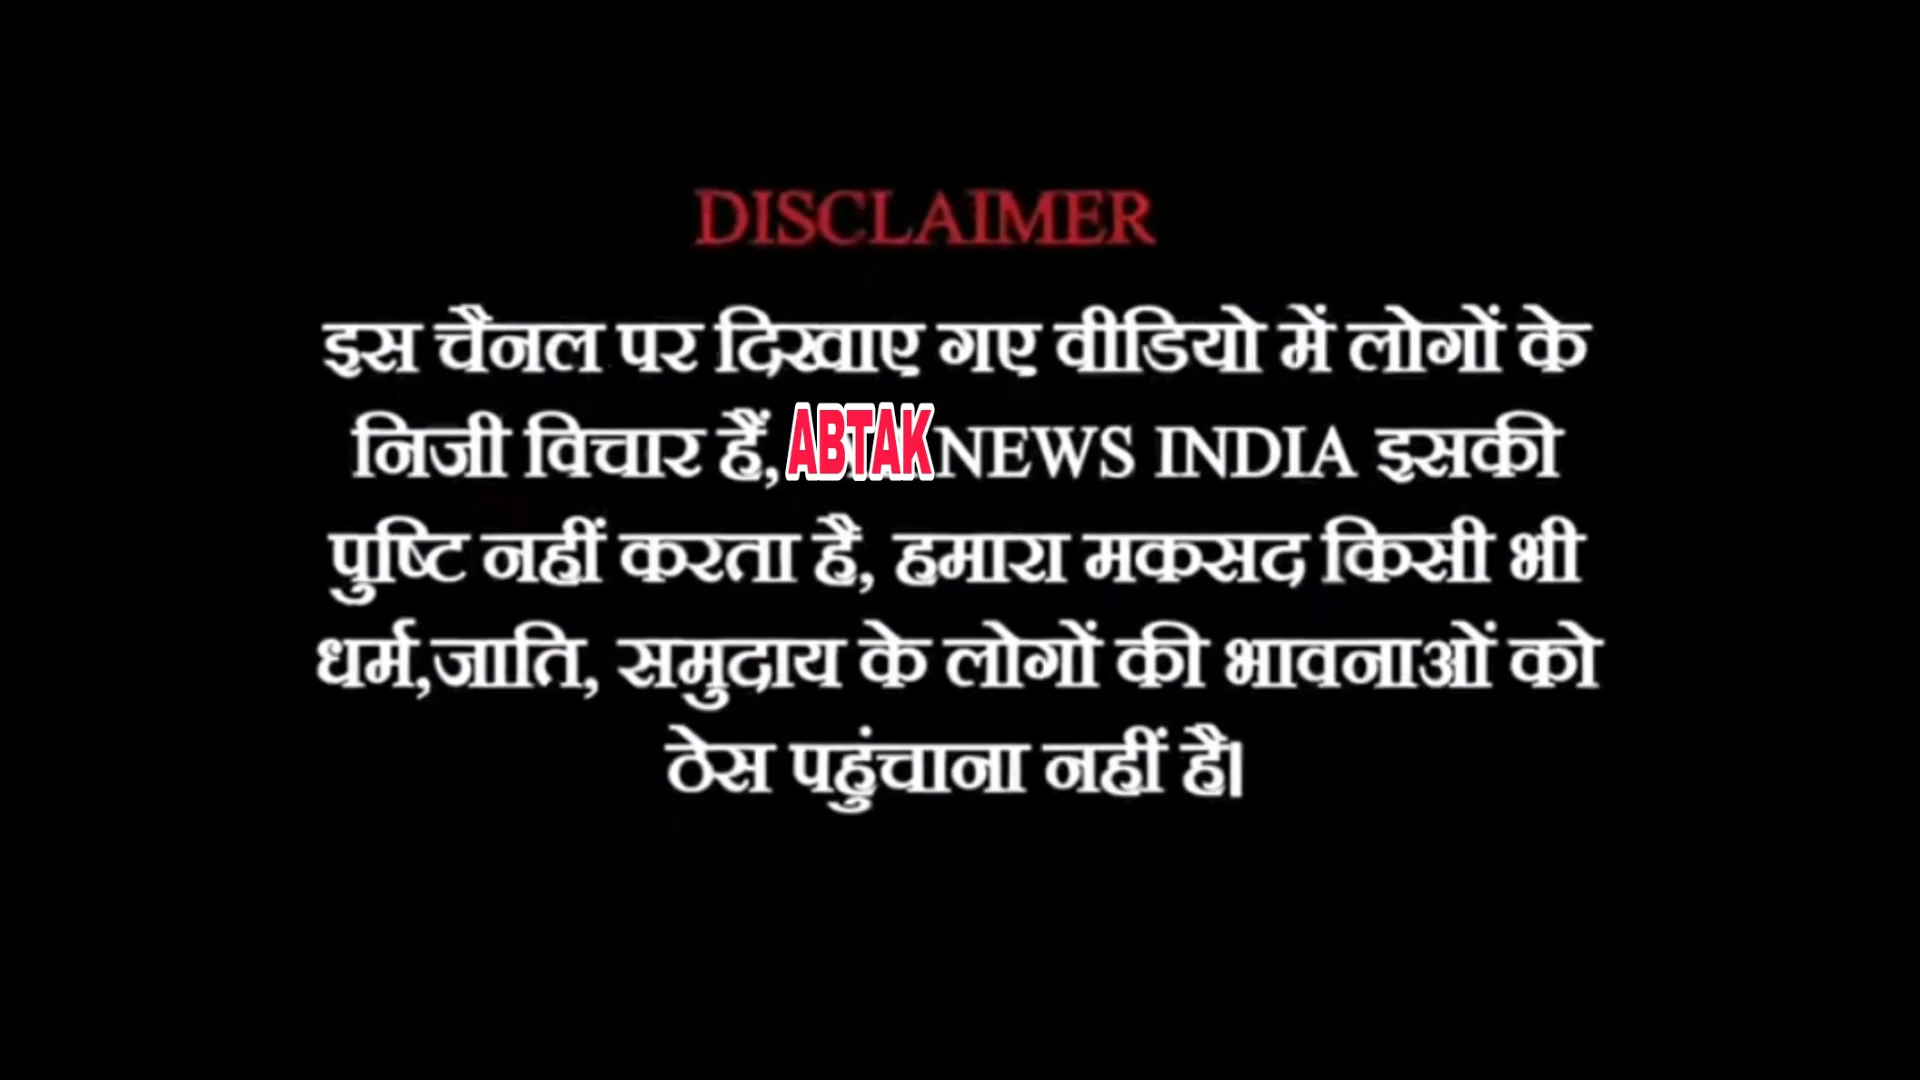 DISCLAIMER
इस चैनल पर दिखाए गए वीडियो में लोगों के
निजी विचार हैं, ABTAK NEWS INDIA इसकी
पुष्टि नहीं करता है, हमारा मकसद किसी भी
धर्म,जाति, समुदाय के लोगों की भावनाओं को
ठेस पहुंचाना नहीं है।